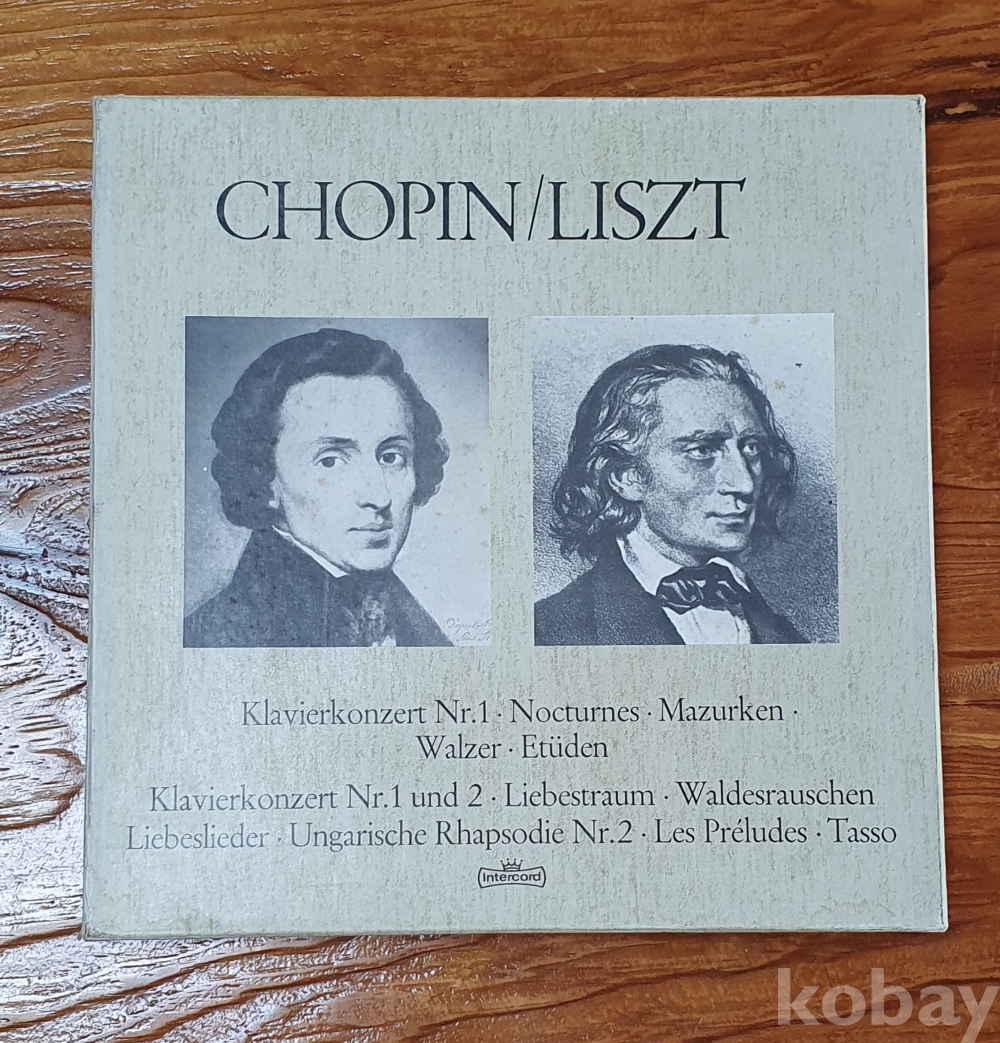 CHOPIN/LISZT
Klavierkonzert Nr.1 · Nocturnes · Mazurken ·
Walzer · Etüden
Klavierkonzert Nr.1 und 2 · Liebestraum · Waldesrauschen
Liebeslieder · Ungarische Rhapsodie Nr.2 · Les Préludes · Tasso
Intercord
kobay